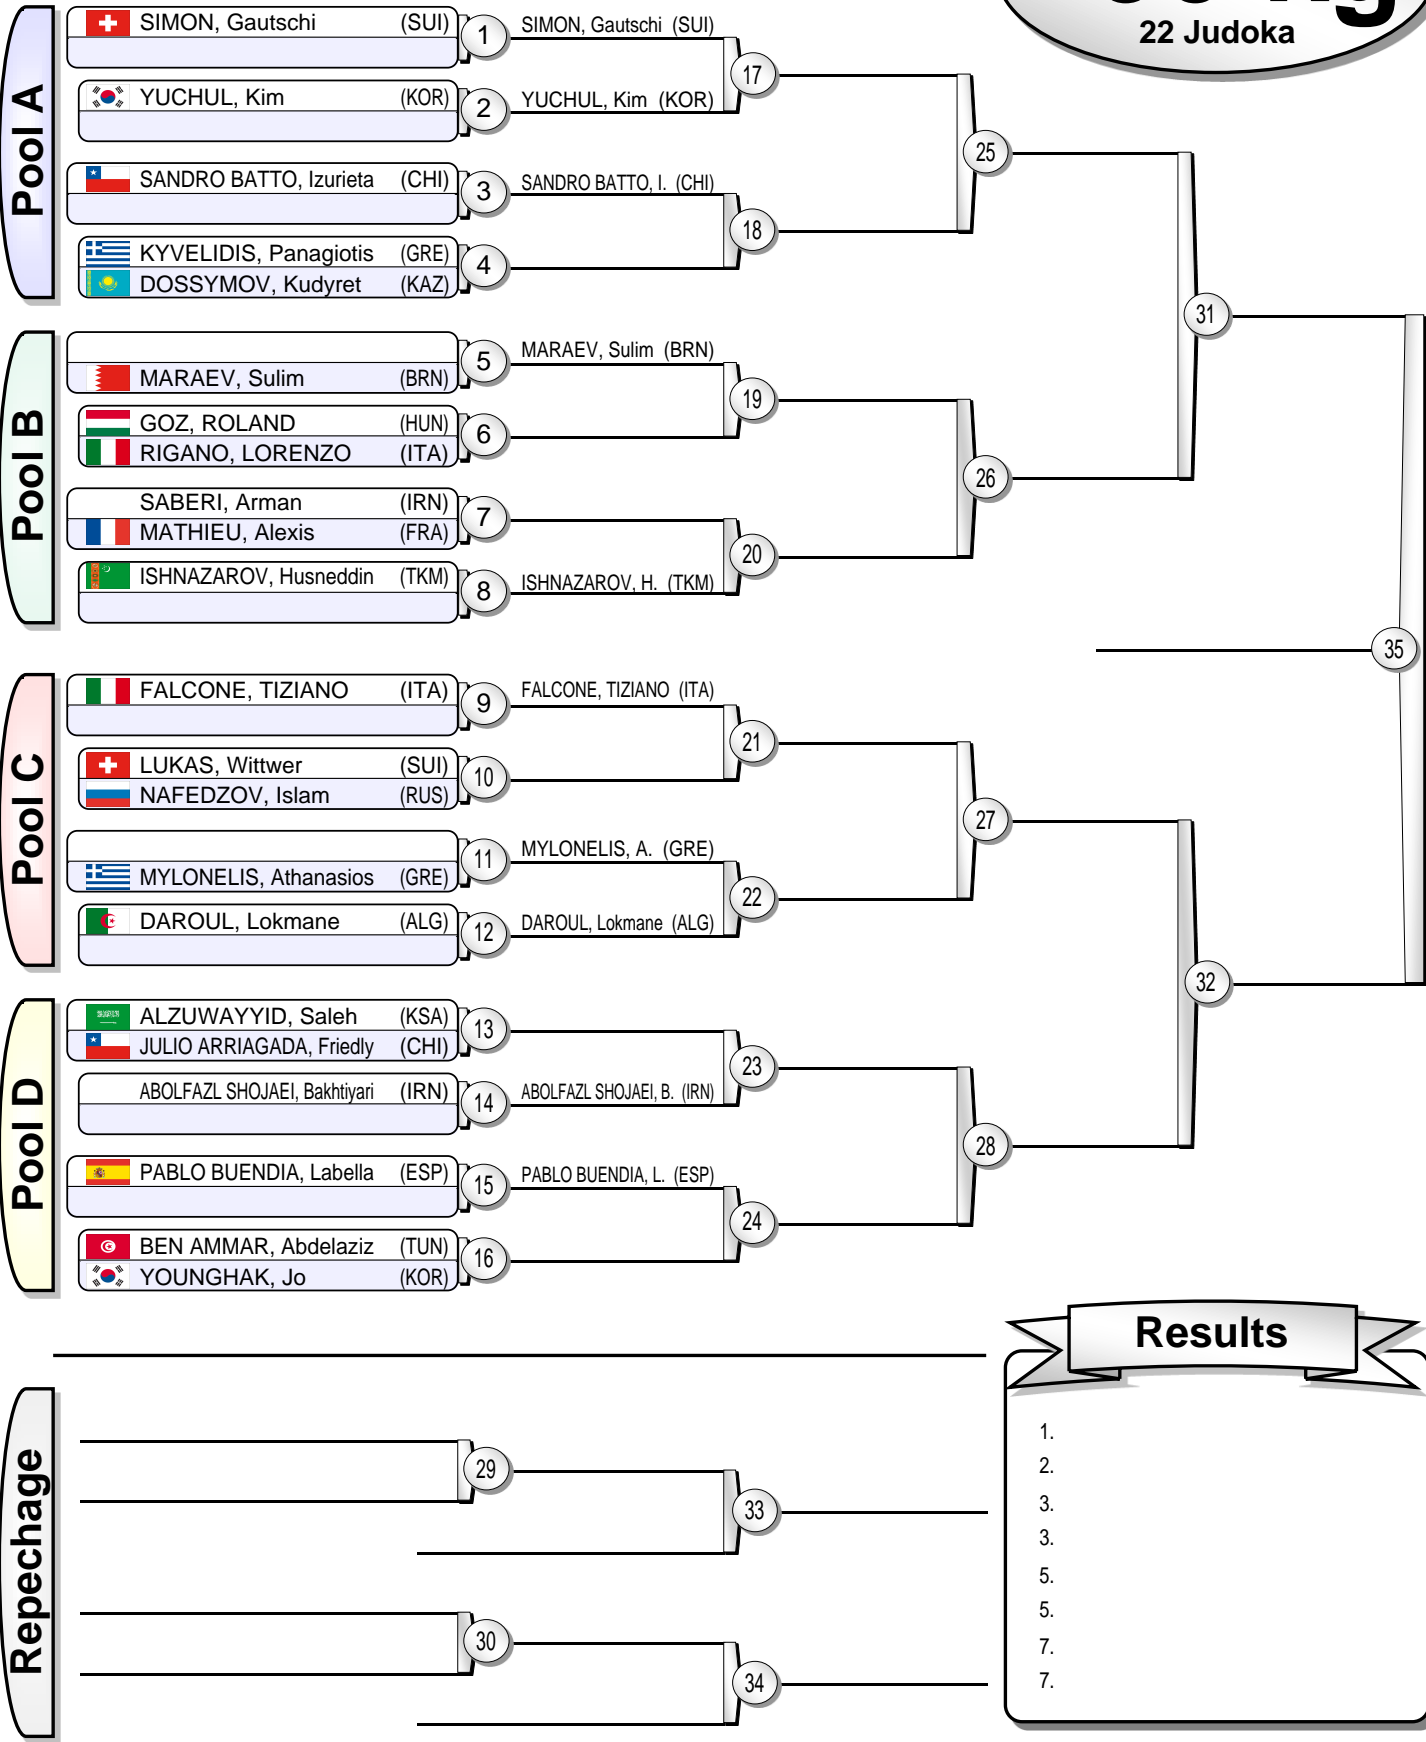 22 Judoka
Pool A
SIMON, Gautschi (SUI)
1
SIMON, Gautschi (SUI)
17
YUCHUL, Kim (KOR)
2
YUCHUL, Kim (KOR)
25
SANDRO BATTO, Izurieta (CHI)
3
SANDRO BATTO, I. (CHI)
18
KYVELIDIS, Panagiotis (GRE)
4
DOSSYMOV, Kudyret (KAZ)
31
Pool B
5
MARAEV, Sulim (BRN)
MARAEV, Sulim (BRN)
19
GOZ, ROLAND (HUN)
6
RIGANO, LORENZO (ITA)
26
SABERI, Arman (IRN)
7
MATHIEU, Alexis (FRA)
20
ISHNAZAROV, Husneddin (TKM)
8
ISHNAZAROV, H. (TKM)
35
Pool C
FALCONE, TIZIANO (ITA)
9
FALCONE, TIZIANO (ITA)
21
LUKAS, Wittwer (SUI)
10
NAFEDZOV, Islam (RUS)
27
11
MYLONELIS, A. (GRE)
MYLONELIS, Athanasios (GRE)
22
DAROUL, Lokmane (ALG)
12
DAROUL, Lokmane (ALG)
32
Pool D
ALZUWAYYID, Saleh (KSA)
13
JULIO ARRIAGADA, Friedly (CHI)
23
ABOLFAZL SHOJAEI, Bakhtiyari (IRN)
14
ABOLFAZL SHOJAEI, B. (IRN)
28
PABLO BUENDIA, Labella (ESP)
15
PABLO BUENDIA, L. (ESP)
24
BEN AMMAR, Abdelaziz (TUN)
16
YOUNGHAK, Jo (KOR)
Results
1.
2.
3.
3.
5.
5.
7.
7.
Repechage
29
33
30
34